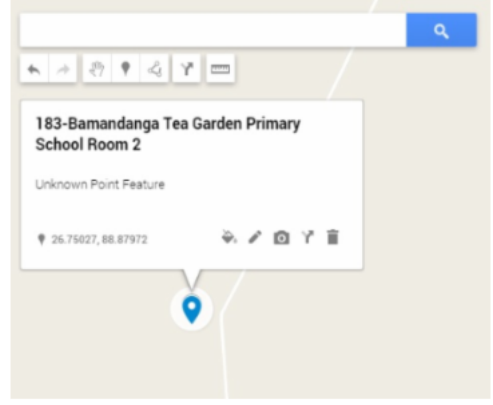 183-Bamandanga Tea Garden Primary
School Room 2
Unknown Point Feature
26.75027, 88.87972